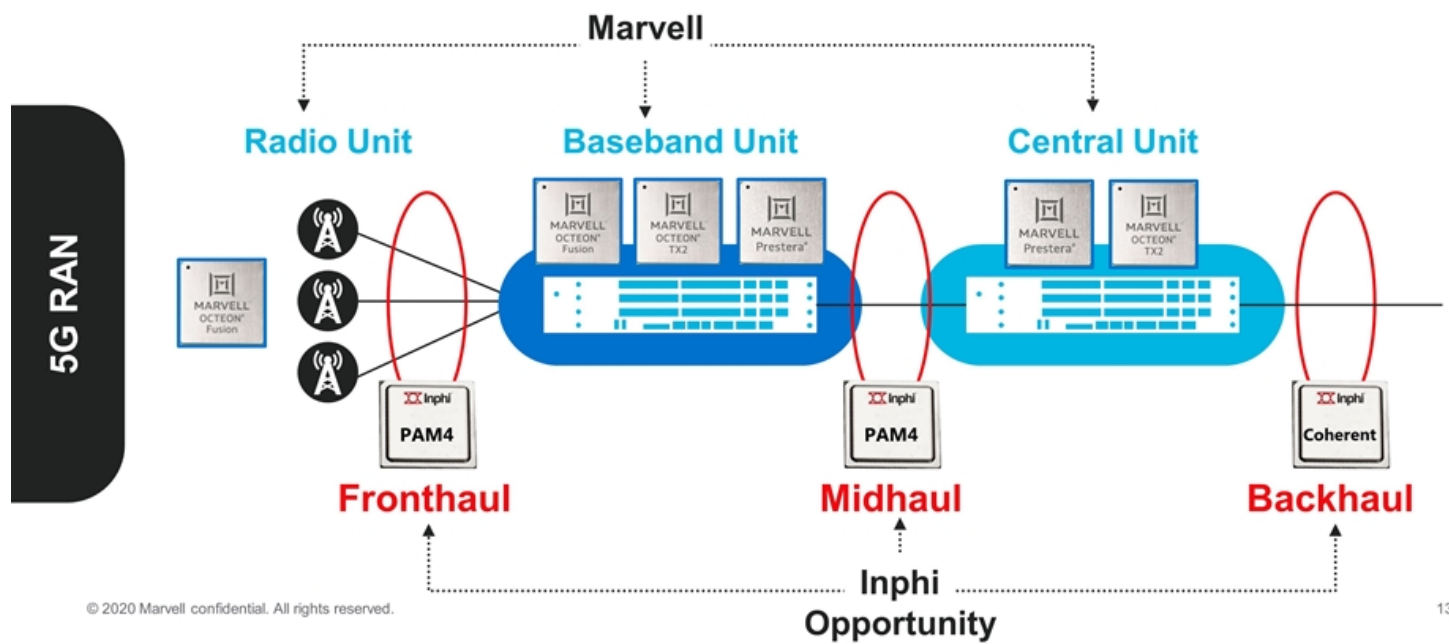 Marvell
Radio Unit
Baseband Unit
Central Unit
5G RAN
MARVELL
OCTEON®
Fusion
MARVELL
OCTEON®
Fusion
MARVELL
OCTEON®
TX2
MARVELL
Prestera®
MARVELL
Prestera®
MARVELL
OCTEON®
TX2
Inphi
PAM4
Inphi
PAM4
Inphi
Coherent
Fronthaul
Midhaul
Backhaul
Inphi
Opportunity
© 2020 Marvell confidential. All rights reserved.
13